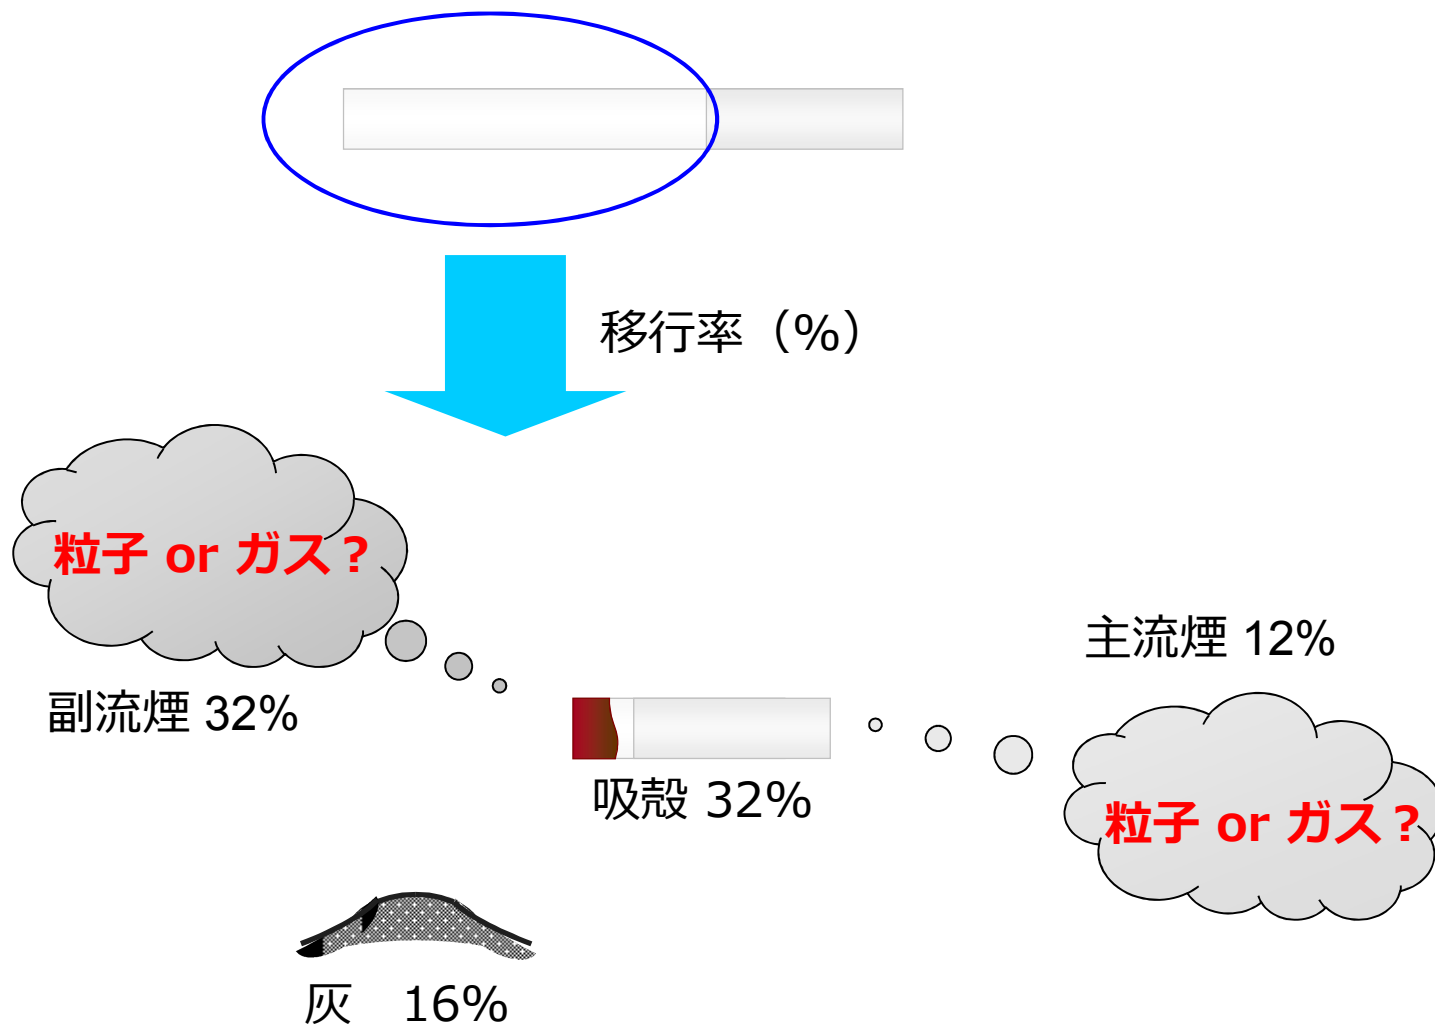 移行率（%）
粒子 or ガス？
副流煙 32%
主流煙 12%
吸殻 32%
粒子 or ガス？
灰　16%